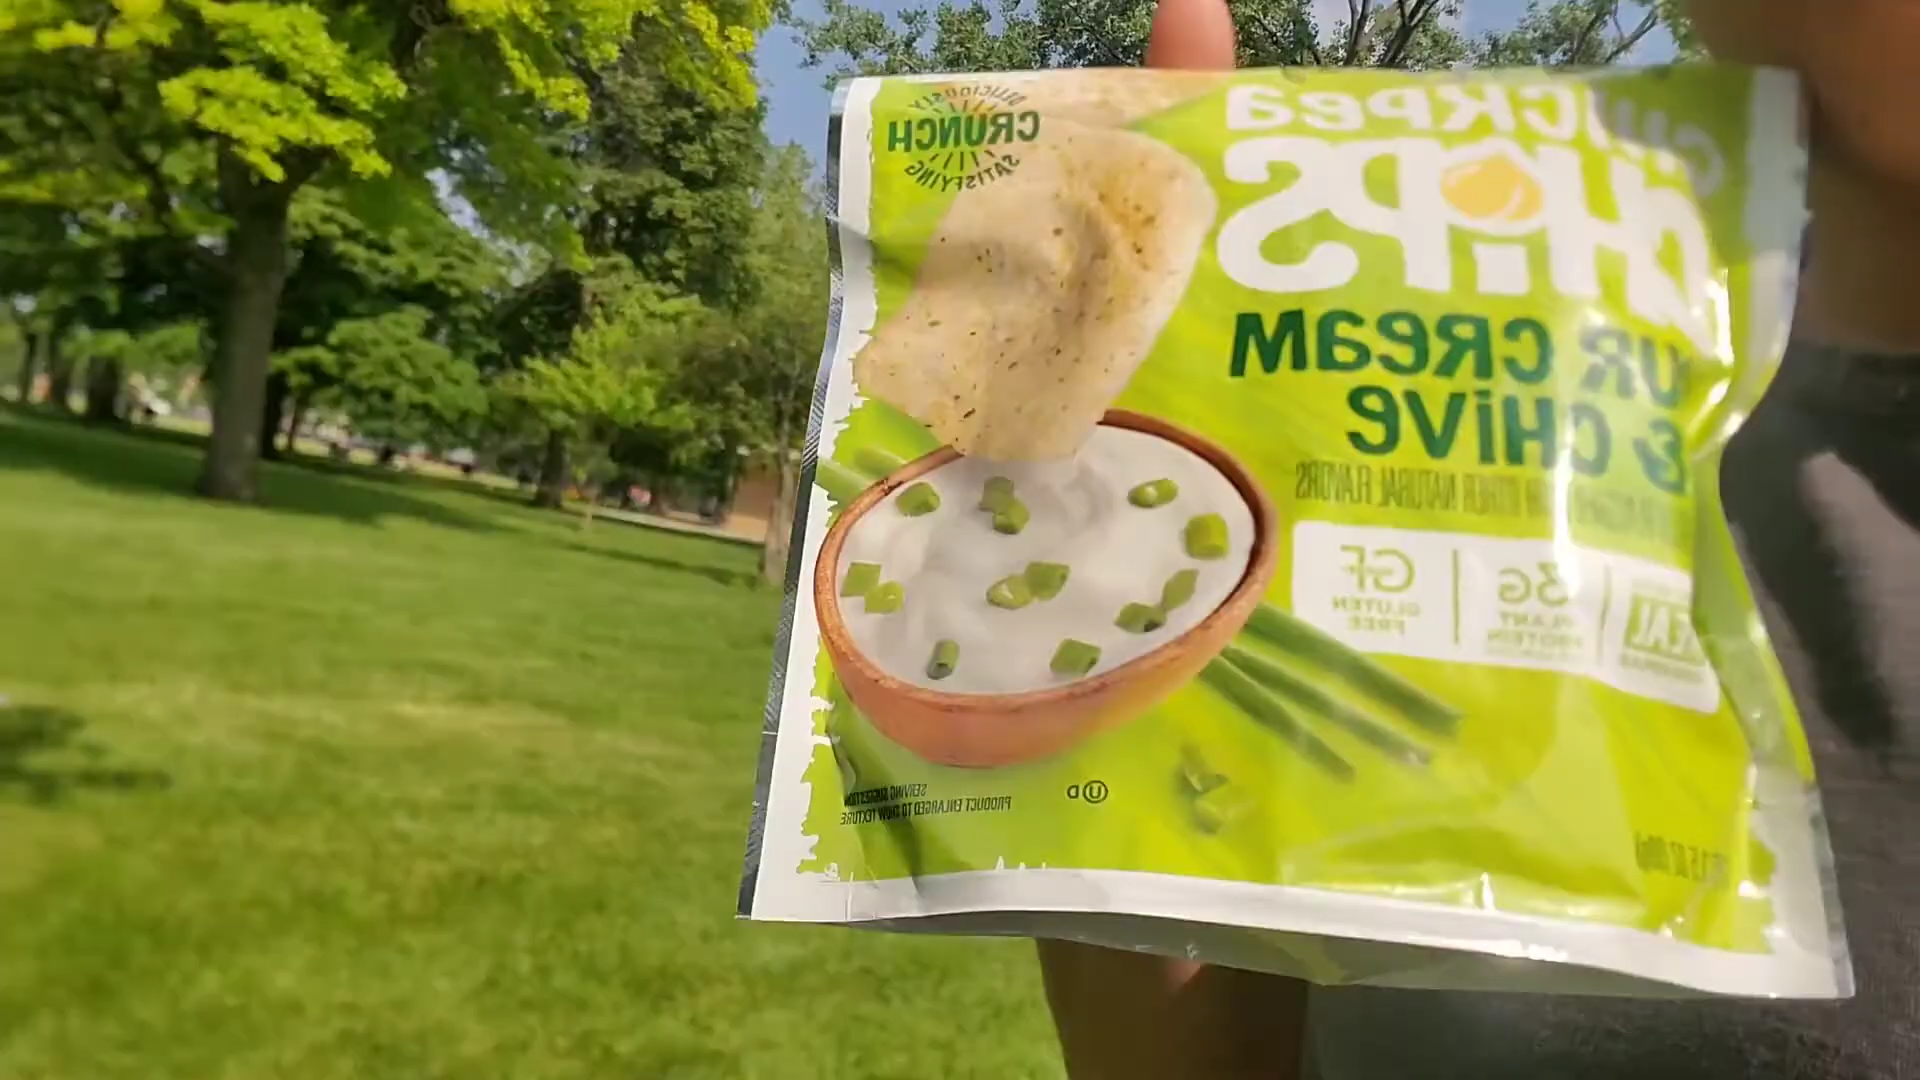 DELICIOUSLY
CRUNCH
SATISFYING
CHICKPEA
CHIPS
UR CREAM
& CHIVE
OTHER NATURAL FLAVORS
3G
PLANT
PROTEIN
GF
GLUTEN
FREE
U D
SERVING SUGGESTION
PRODUCT ENLARGED TO SHOW TEXTURE